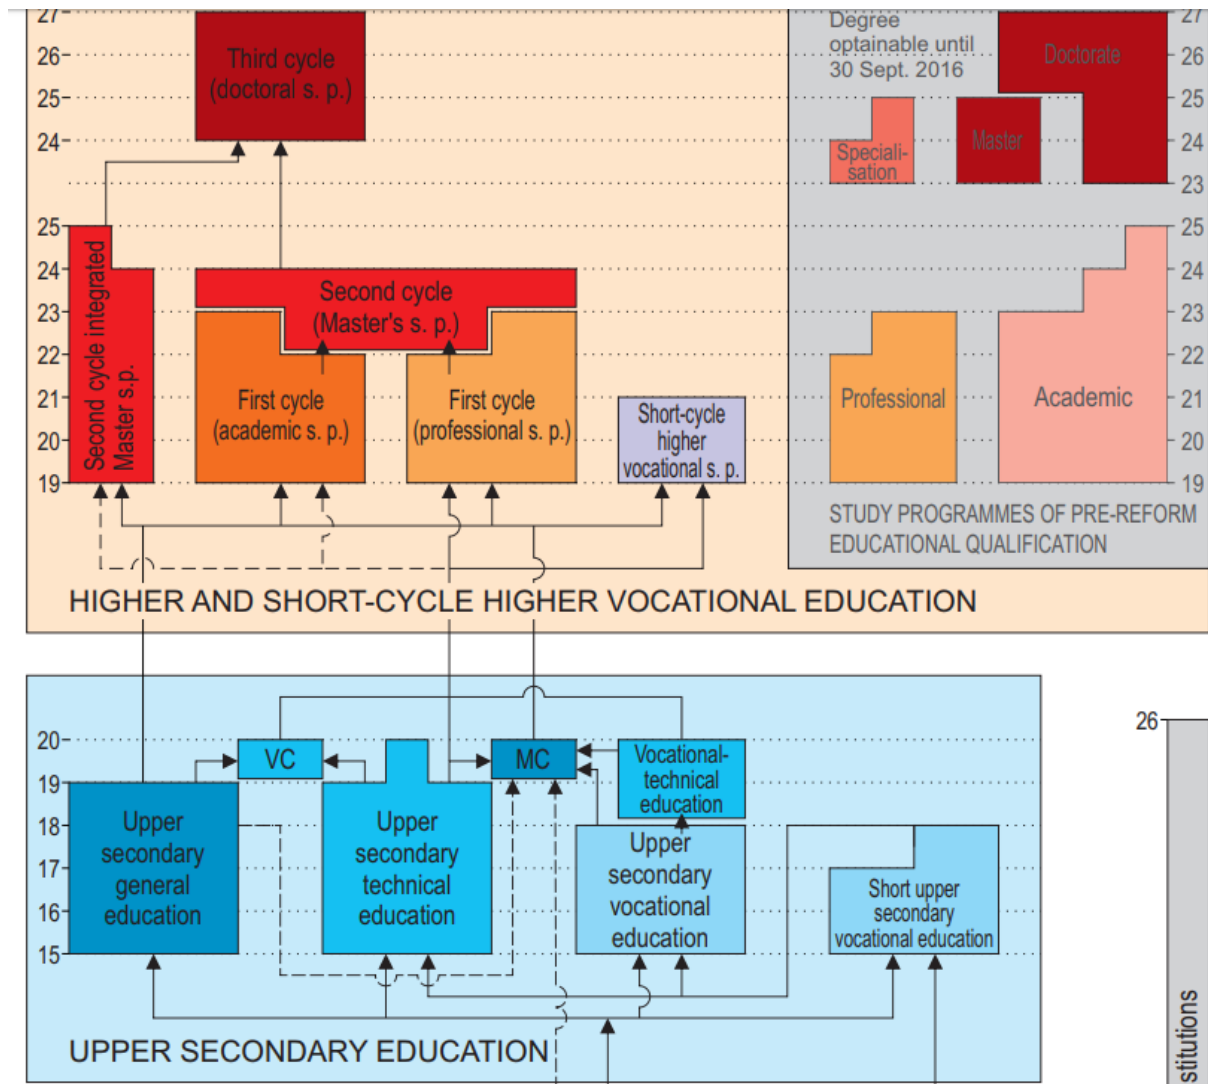 27
26
25
24
25
24
23
22
21
20
19
Third cycle
(doctoral s. p.)
Second cycle integrated
Master s.p.
Second cycle
(Master's s. p.)
First cycle
(academic s. p.)
First cycle
(professional s. p.)
Short-cycle
higher
vocational s. p.
HIGHER AND SHORT-CYCLE HIGHER VOCATIONAL EDUCATION
Degree
optainable until
30 Sept. 2016
Doctorate
Speciali-
sation
Master
Professional
Academic
STUDY PROGRAMMES OF PRE-REFORM
EDUCATIONAL QUALIFICATION
27
26
25
24
23
25
24
23
22
21
20
19
20
19
18
17
16
15
VC
MC
Vocational-
technical
education
Upper
secondary
general
education
Upper
secondary
technical
education
Upper
secondary
vocational
education
Short upper
secondary
vocational education
UPPER SECONDARY EDUCATION
26
stitutions